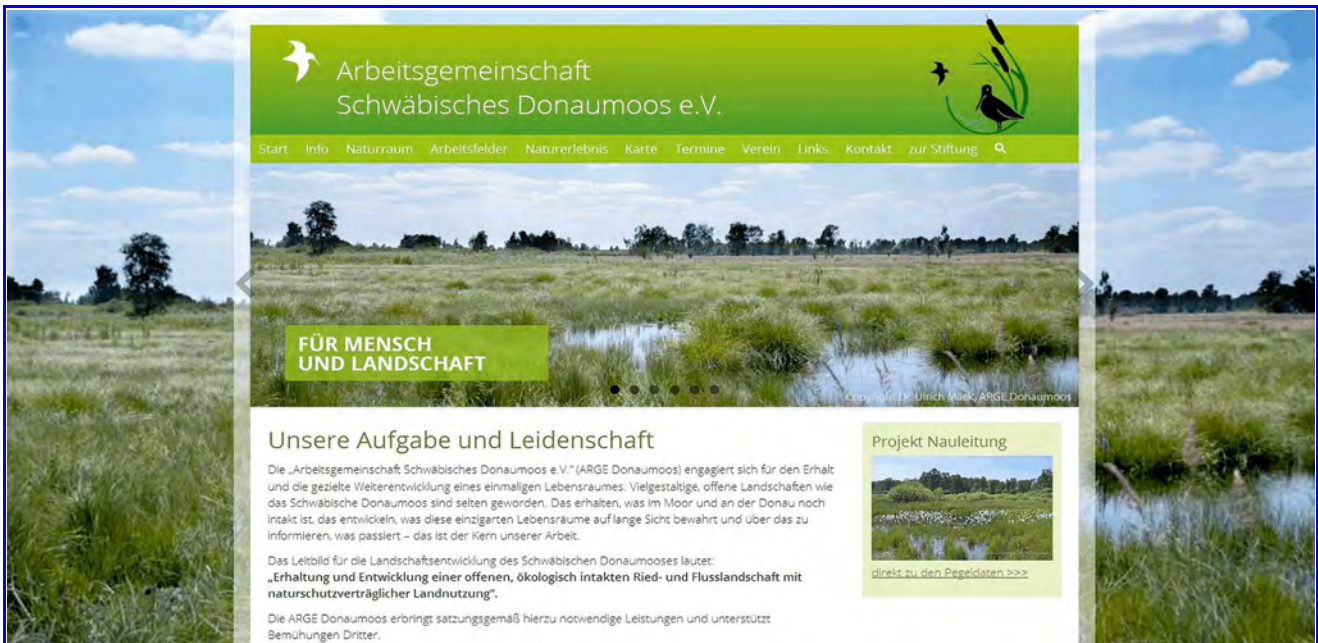 Arbeitsgemeinschaft
Schwäbisches Donaumoos e.V.
Start Info Naturraum Arbeitsfelder Naturerlebnis Karte Termine Verein Links Kontakt zur Stiftung
FÜR MENSCH
UND LANDSCHAFT
Copyright Dr. Ulrich Mäck, ARGE Donaumoos
Unsere Aufgabe und Leidenschaft
Die „Arbeitsgemeinschaft Schwäbisches Donaumoos e.V.“ (ARGE Donaumoos) engagiert sich für den Erhalt
und die gezielte Weiterentwicklung eines einmaligen Lebensraumes. Vielgestaltige, offene Landschaften wie
das Schwäbische Donaumoos sind selten geworden. Das erhalten, was im Moor und an der Donau noch
intakt ist, das entwickeln, was diese einzigarten Lebensräume auf lange Sicht bewahrt und über das zu
informieren, was passiert – das ist der Kern unserer Arbeit.
Das Leitbild für die Landschaftsentwicklung des Schwäbischen Donaumooses lautet:
„Erhaltung und Entwicklung einer offenen, ökologisch intakten Ried- und Flusslandschaft mit
naturschutzverträglicher Landnutzung“.
Die ARGE Donaumoos erbringt satzungsgemäß hierzu notwendige Leistungen und unterstützt
Bemühungen Dritter.
Projekt Nauleitung
direkt zu den Pegeldaten >>>